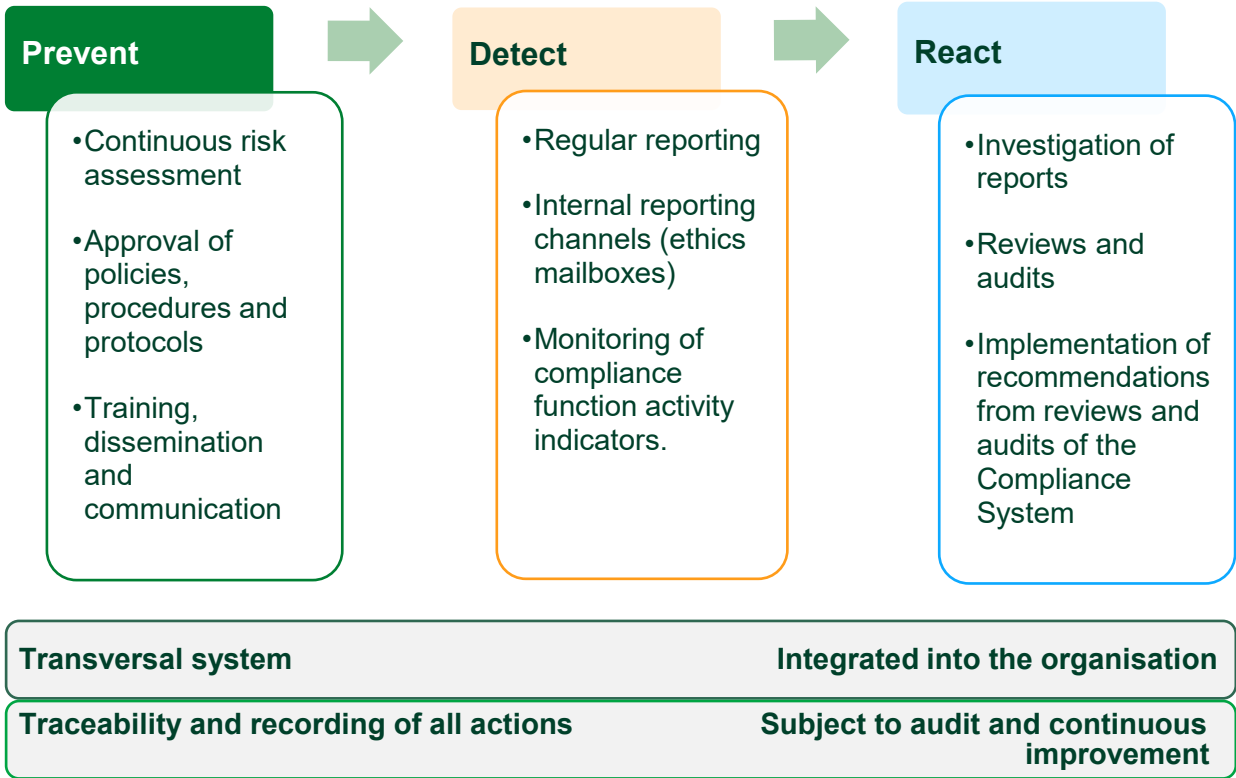 Prevent
•Continuous risk
assessment
•Approval of
policies,
procedures and
protocols
•Training,
dissemination
and
communication
Detect
•Regular reporting
•Internal reporting
channels (ethics
mailboxes)
•Monitoring of
compliance
function activity
indicators.
React
•Investigation of
reports
•Reviews and
audits
•Implementation of
recommendations
from reviews and
audits of the
Compliance
System
Transversal system
Integrated into the organisation
Traceability and recording of all actions
Subject to audit and continuous
improvement